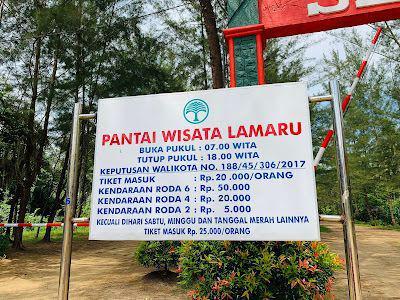 PANTAI WISATA LAMARU
BUKA PUKUL : 07.00 WITA
TUTUP PUKUL : 18.00 WITA
KEPUTUSAN WALIKOTA NO. 188/45/306/2017
TIKET MASUK : Rp. 20.000/ORANG
KENDARAAN RODA 6 : Rp. 50.000
KENDARAAN RODA 4 : Rp. 20.000
KENDARAAN RODA 2 : Rp. 5.000
KECUALI DIHARI SABTU, MINGGU DAN TANGGAL MERAH LAINNYA
TIKET MASUK Rp. 25.000/ORANG